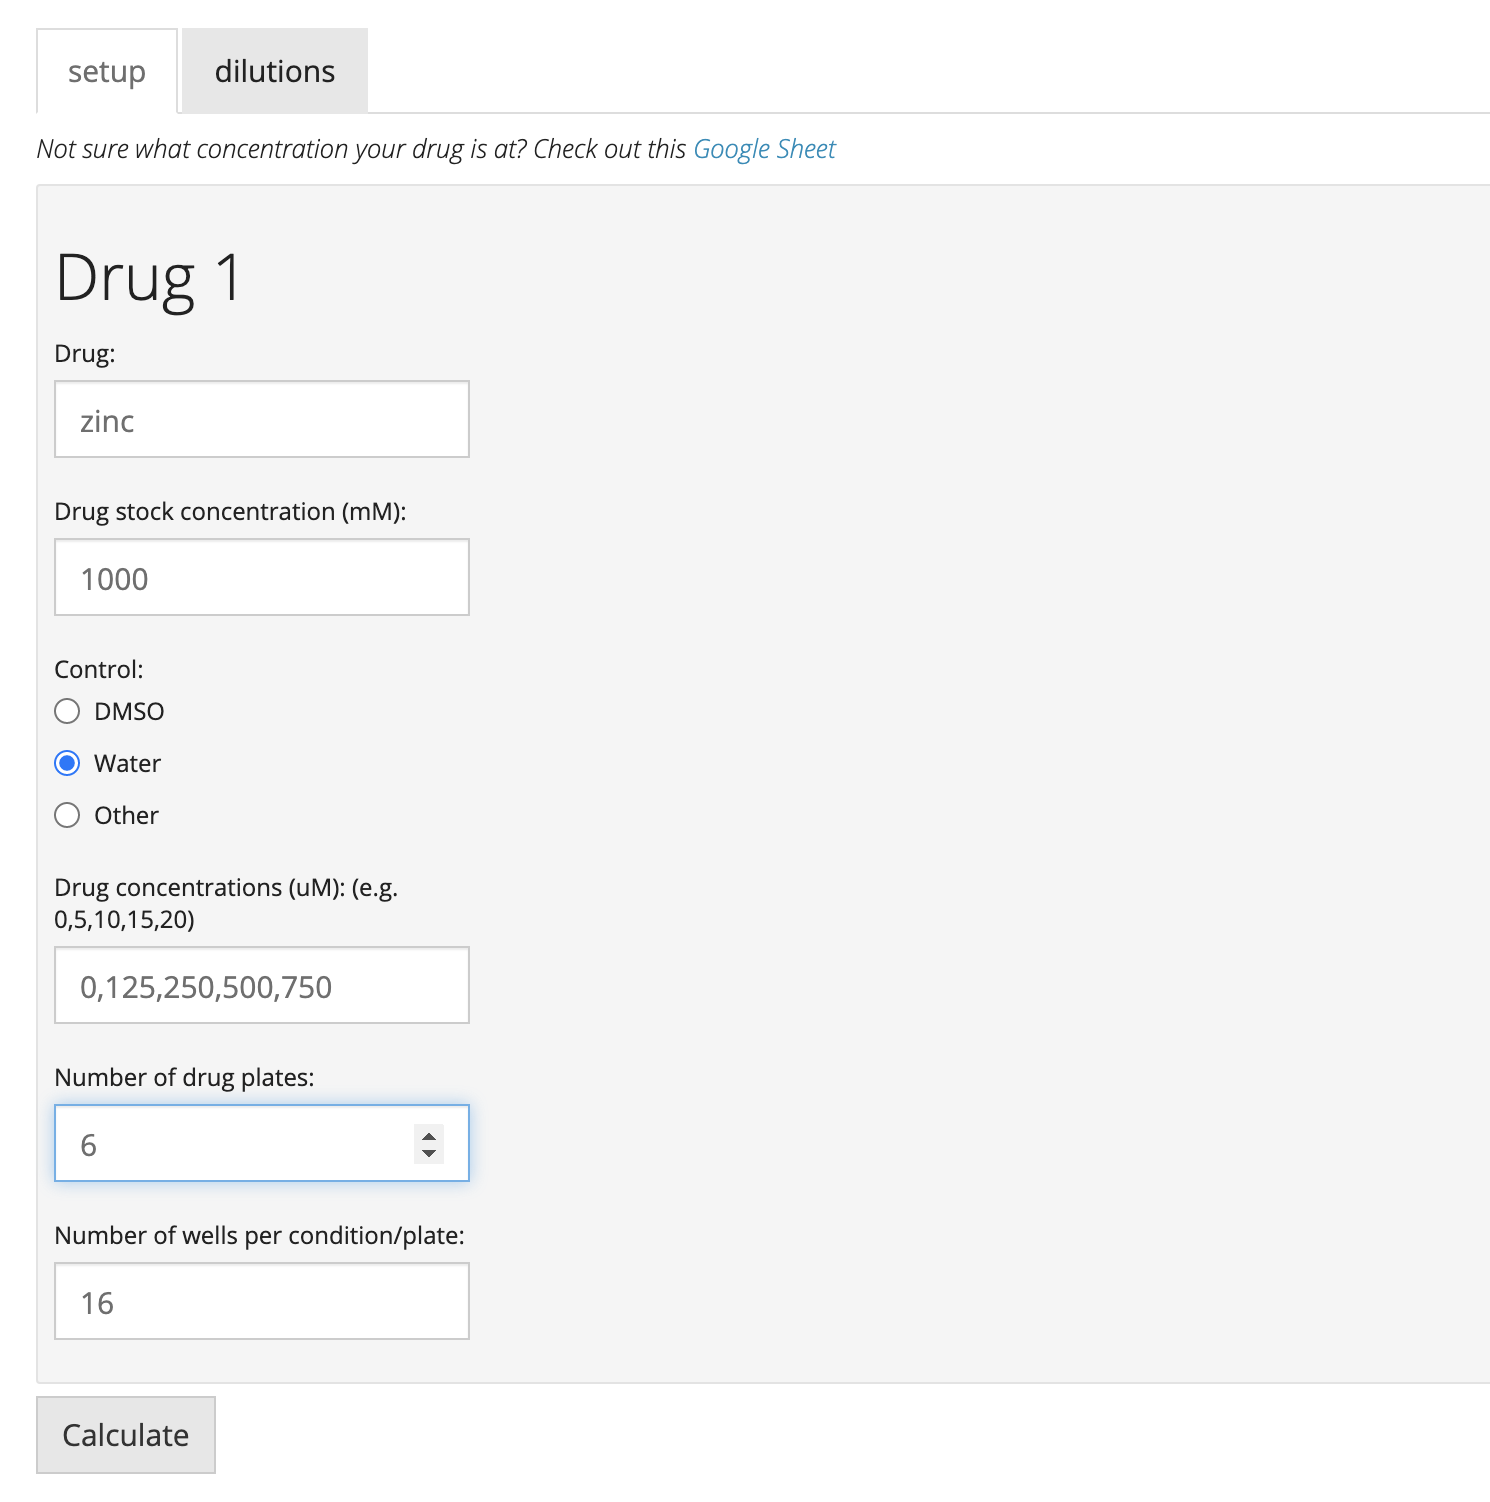 setup dilutions
Not sure what concentration your drug is at? Check out this Google Sheet
Drug 1
Drug:
zinc
Drug stock concentration (mM):
1000
Control:
DMSO
Water
Other
Drug concentrations (uM): (e.g.
0,5,10,15,20)
0,125,250,500,750
Number of drug plates:
6
Number of wells per condition/plate:
16
Calculate